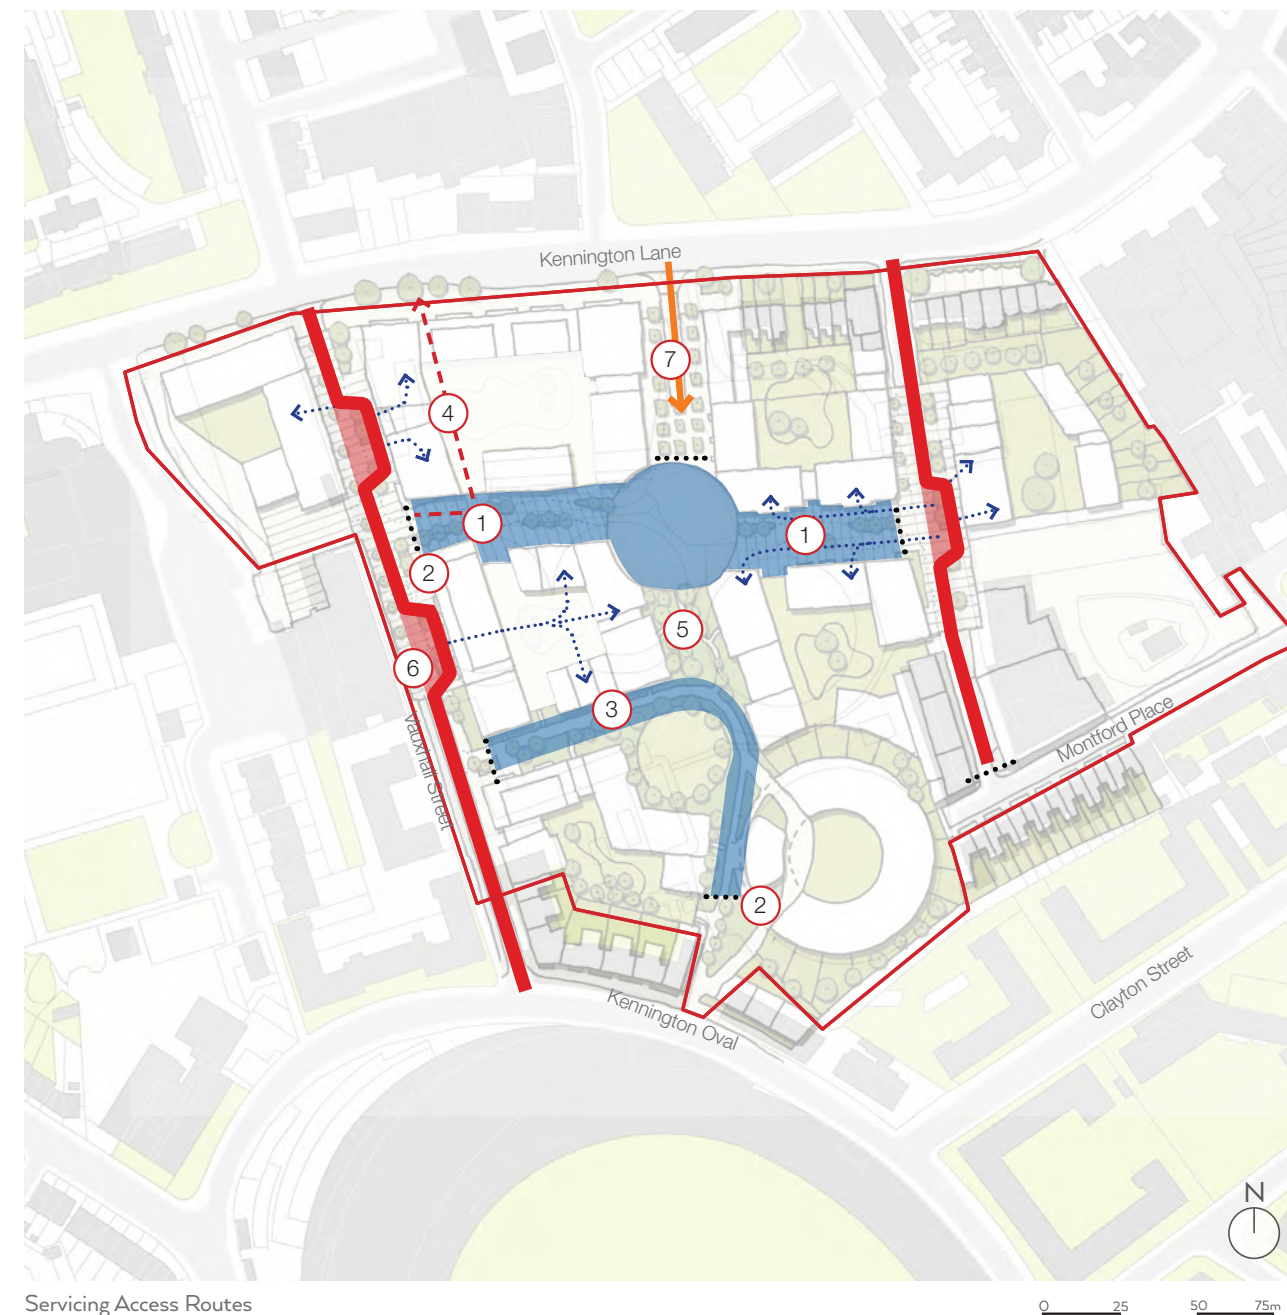 Kennington Lane
7
4
1
1
2
5
6
3
Vauxhall Street
Montford Place
2
Clayton Street
Kennington Oval
N
Servicing Access Routes
0 25 50 75m